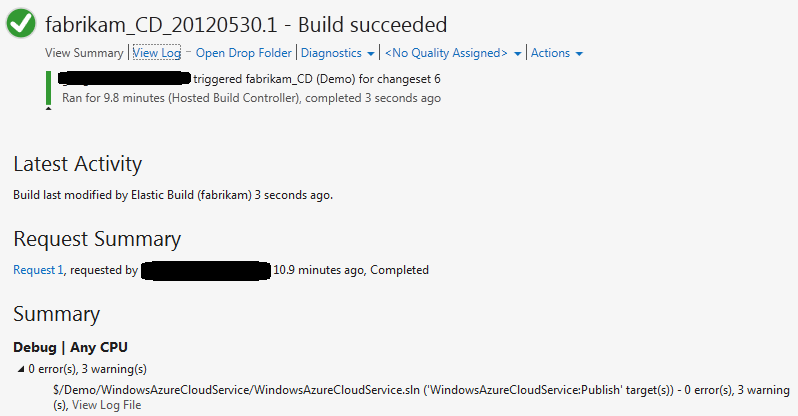 fabrikam_CD_20120530.1 - Build succeeded
View Summary | View Log - Open Drop Folder | Diagnostics | <No Quality Assigned> | Actions
triggered fabrikam_CD (Demo) for changeset 6
Ran for 9.8 minutes (Hosted Build Controller), completed 3 seconds ago
Latest Activity
Build last modified by Elastic Build (fabrikam) 3 seconds ago.
Request Summary
Request 1, requested by 10.9 minutes ago, Completed
Summary
Debug | Any CPU
0 error(s), 3 warning(s)
$/Demo/WindowsAzureCloudService/WindowsAzureCloudService.sln ('WindowsAzureCloudService:Publish' target(s)) - 0 error(s), 3 warning
(s), View Log File